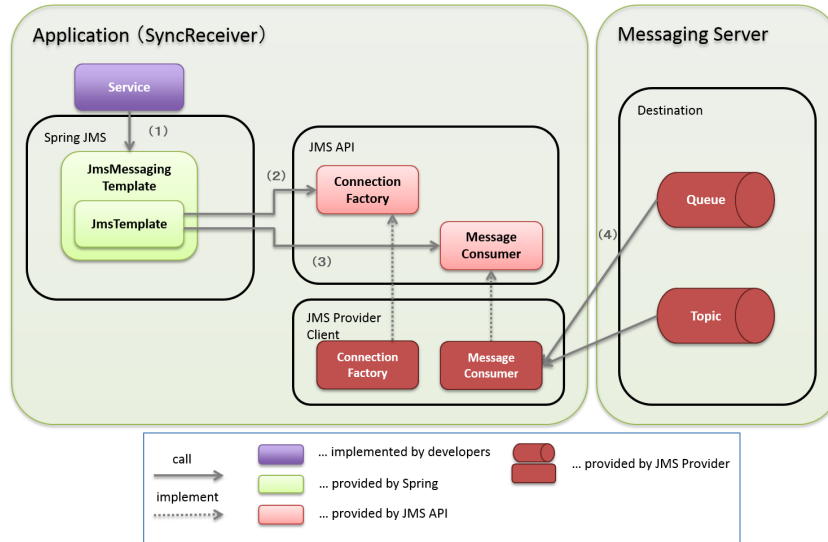 Application（SyncReceiver）
Messaging Server
Service
(1)
Spring JMS
JmsMessaging
Template
JmsTemplate
(2)
(3)
JMS API
Connection
Factory
Message
Consumer
JMS Provider
Client
Connection
Factory
Message
Consumer
Destination
Queue
(4)
Topic
call
implement
... implemented by developers
... provided by Spring
... provided by JMS API
... provided by JMS Provider